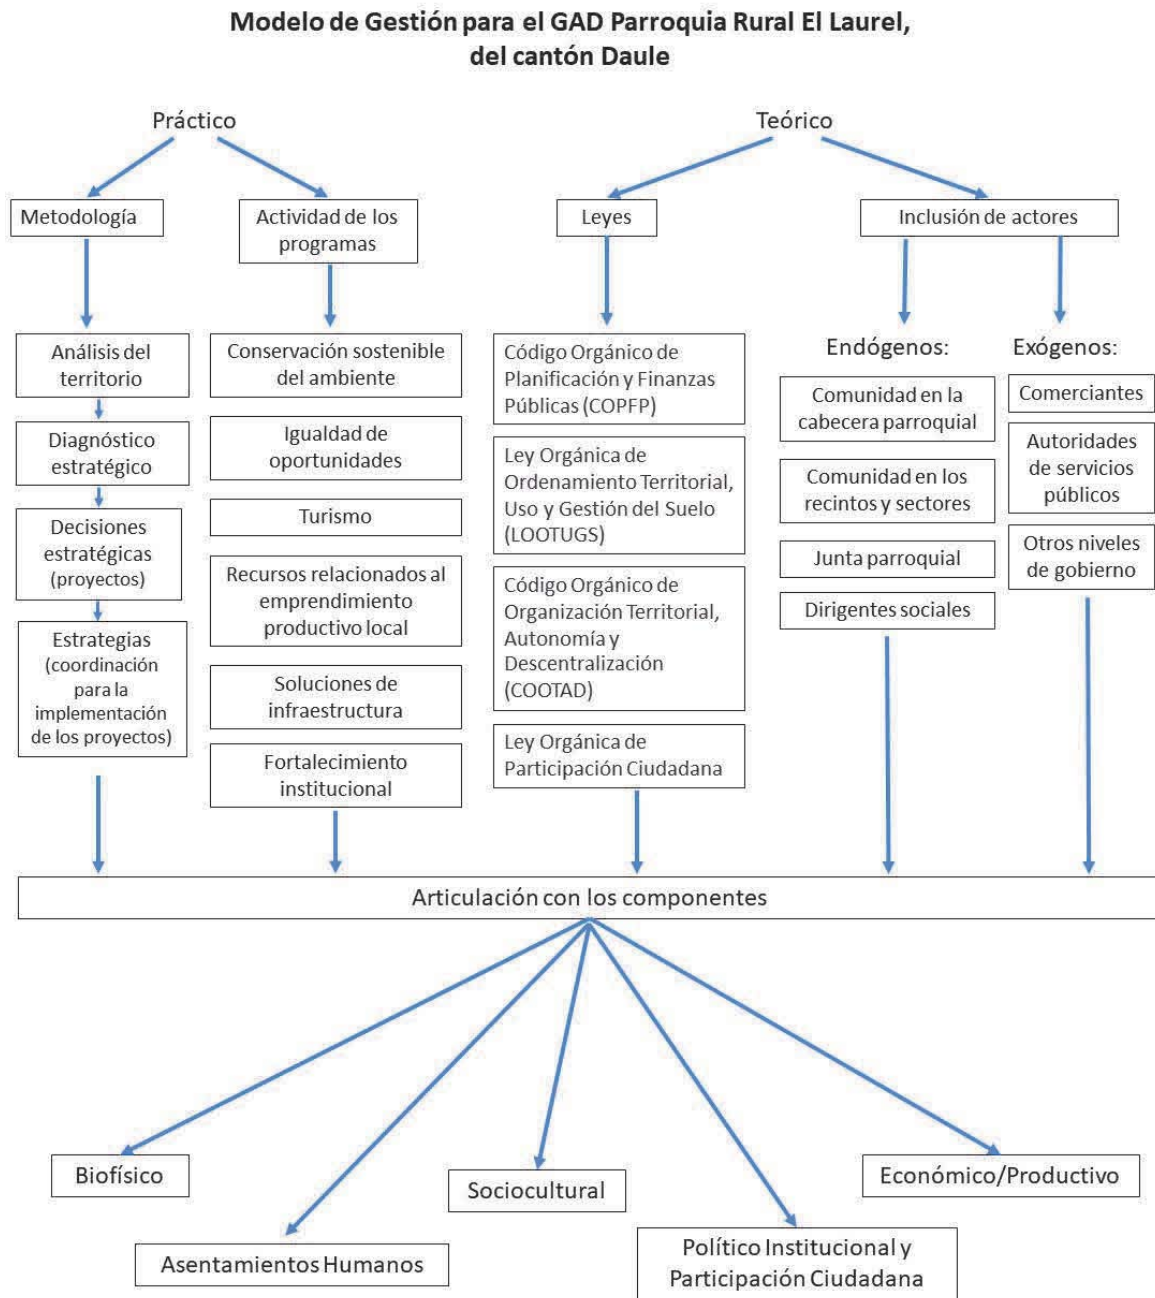 Modelo de Gestión para el GAD Parroquia Rural El Laurel,
del cantón Daule
Práctico
Teórico
Metodología
Actividad de los
programas
Leyes
Inclusión de actores
Análisis del
territorio
Diagnóstico
estratégico
Decisiones
estratégicas
(proyectos)
Estrategias
(coordinación
para la
implementación
de los proyectos)
Conservación sostenible
del ambiente
Igualdad de
oportunidades
Turismo
Recursos relacionados al
emprendimiento
productivo local
Soluciones de
infraestructura
Fortalecimiento
institucional
Código Orgánico de
Planificación y Finanzas
Públicas (COPFP)
Ley Orgánica de
Ordenamiento Territorial,
Uso y Gestión del Suelo
(LOOTUGS)
Código Orgánico de
Organización Territorial,
Autonomía y
Descentralización
(COOTAD)
Ley Orgánica de
Participación Ciudadana
Endógenos:
Comunidad en la
cabecera parroquial
Comunidad en los
recintos y sectores
Junta parroquial
Dirigentes sociales
Exógenos:
Comerciantes
Autoridades
de servicios
públicos
Otros niveles
de gobierno
Articulación con los componentes
Biofísico
Asentamientos Humanos
Sociocultural
Político Institucional y
Participación Ciudadana
Económico/Productivo